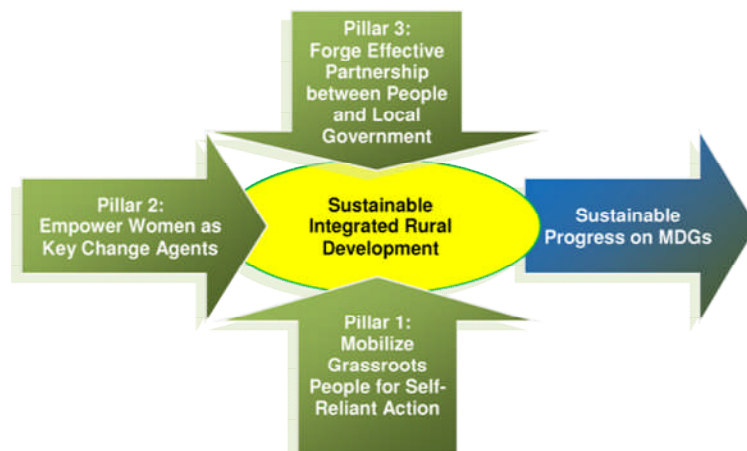 Pillar 3:
Forge Effective
Partnership
between People
and Local
Government
Pillar 2:
Empower Women as
Key Change Agents
Sustainable
Integrated Rural
Development
Sustainable
Progress on MDGs
Pillar 1:
Mobilize
Grassroots
People for Self-
Reliant Action